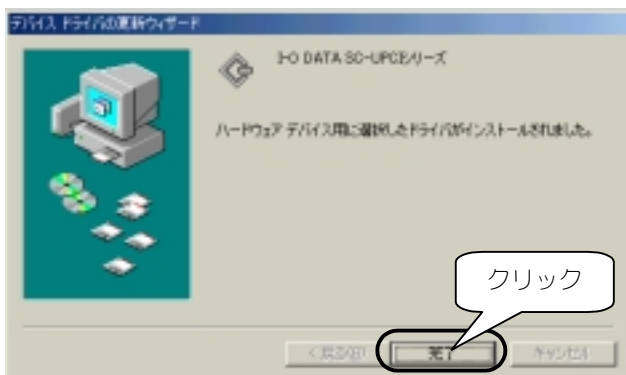 デバイス ドライバの更新ウィザード
I-O DATA SC-UPCIシリーズ
ハードウェア デバイス用に選択したドライバがインストールされました。
クリック
< 戻る(B)
完了
キャンセル